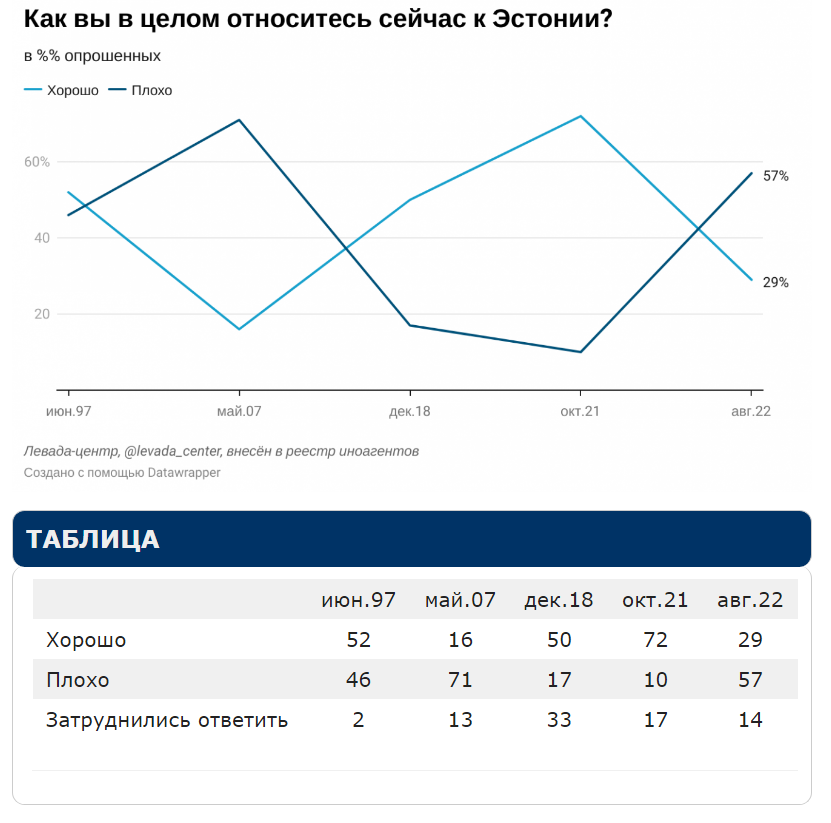 Как вы в целом относитесь сейчас к Эстонии?
в %% опрошенных
Хорошо Плохо
60%
40
20
57%
29%
июн.97 май.07 дек.18 окт.21 авг.22
Левада-центр, @levada_center, внесён в реестр иноагентов
Создано с помощью Datawrapper
ТАБЛИЦА
июн.97 май.07 дек.18 окт.21 авг.22
Хорошо 52 16 50 72 29
Плохо 46 71 17 10 57
Затруднились ответить 2 13 33 17 14